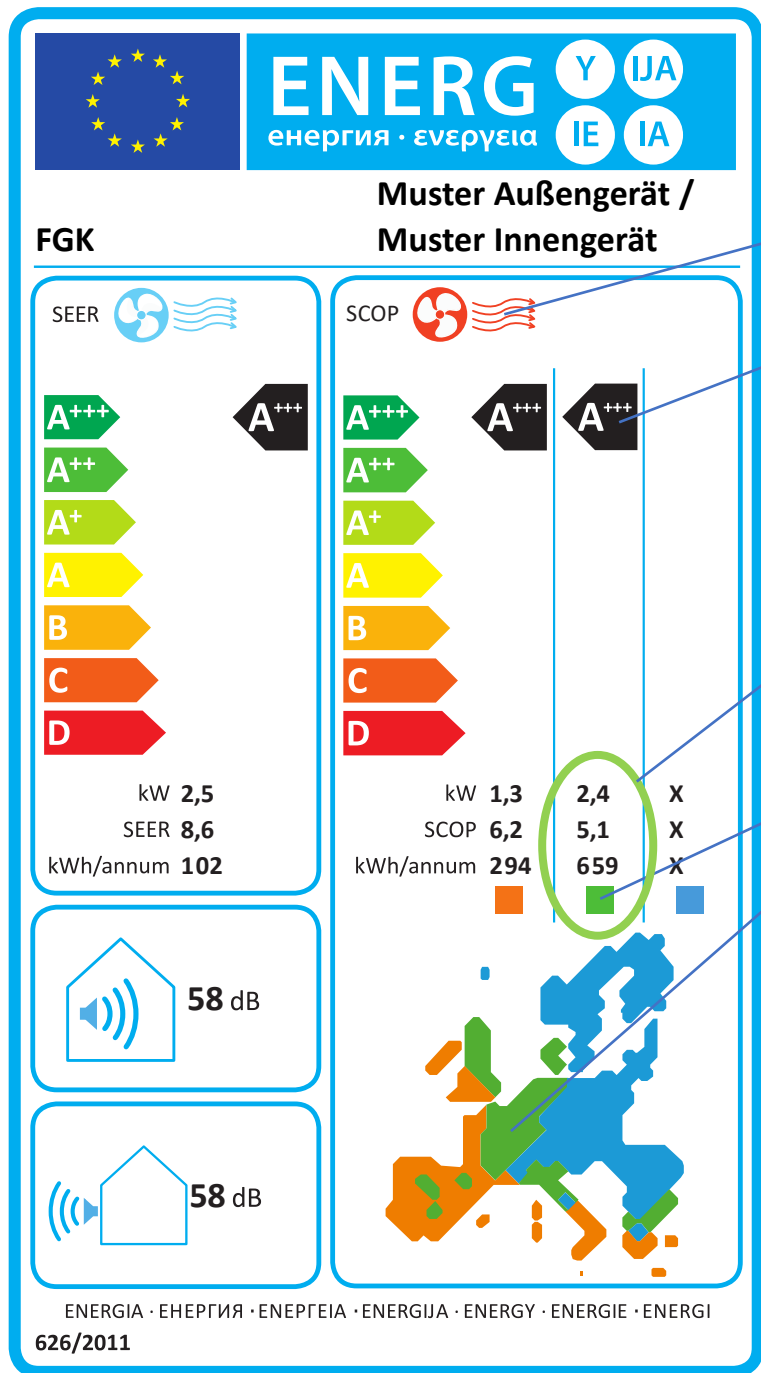 ENERG Y IJA
енергия · ενεργεια IE IA
Muster Außengerät /
FGK Muster Innengerät
SEER
A+++ A+++
A++
A+
A
B
C
D
kW 2,5
SEER 8,6
kWh/annum 102
SCOP
A+++ A+++ A+++
A++
A+
A
B
C
D
kW 1,3 2,4 X
SCOP 6,2 5,1 X
kWh/annum 294 659 X
58 dB
58 dB
ENERGIA · ЕНЕРГИЯ · ΕΝΕΡΓΕΙΑ · ENERGIJA · ENERGY · ENERGIE · ENERGI
626/2011